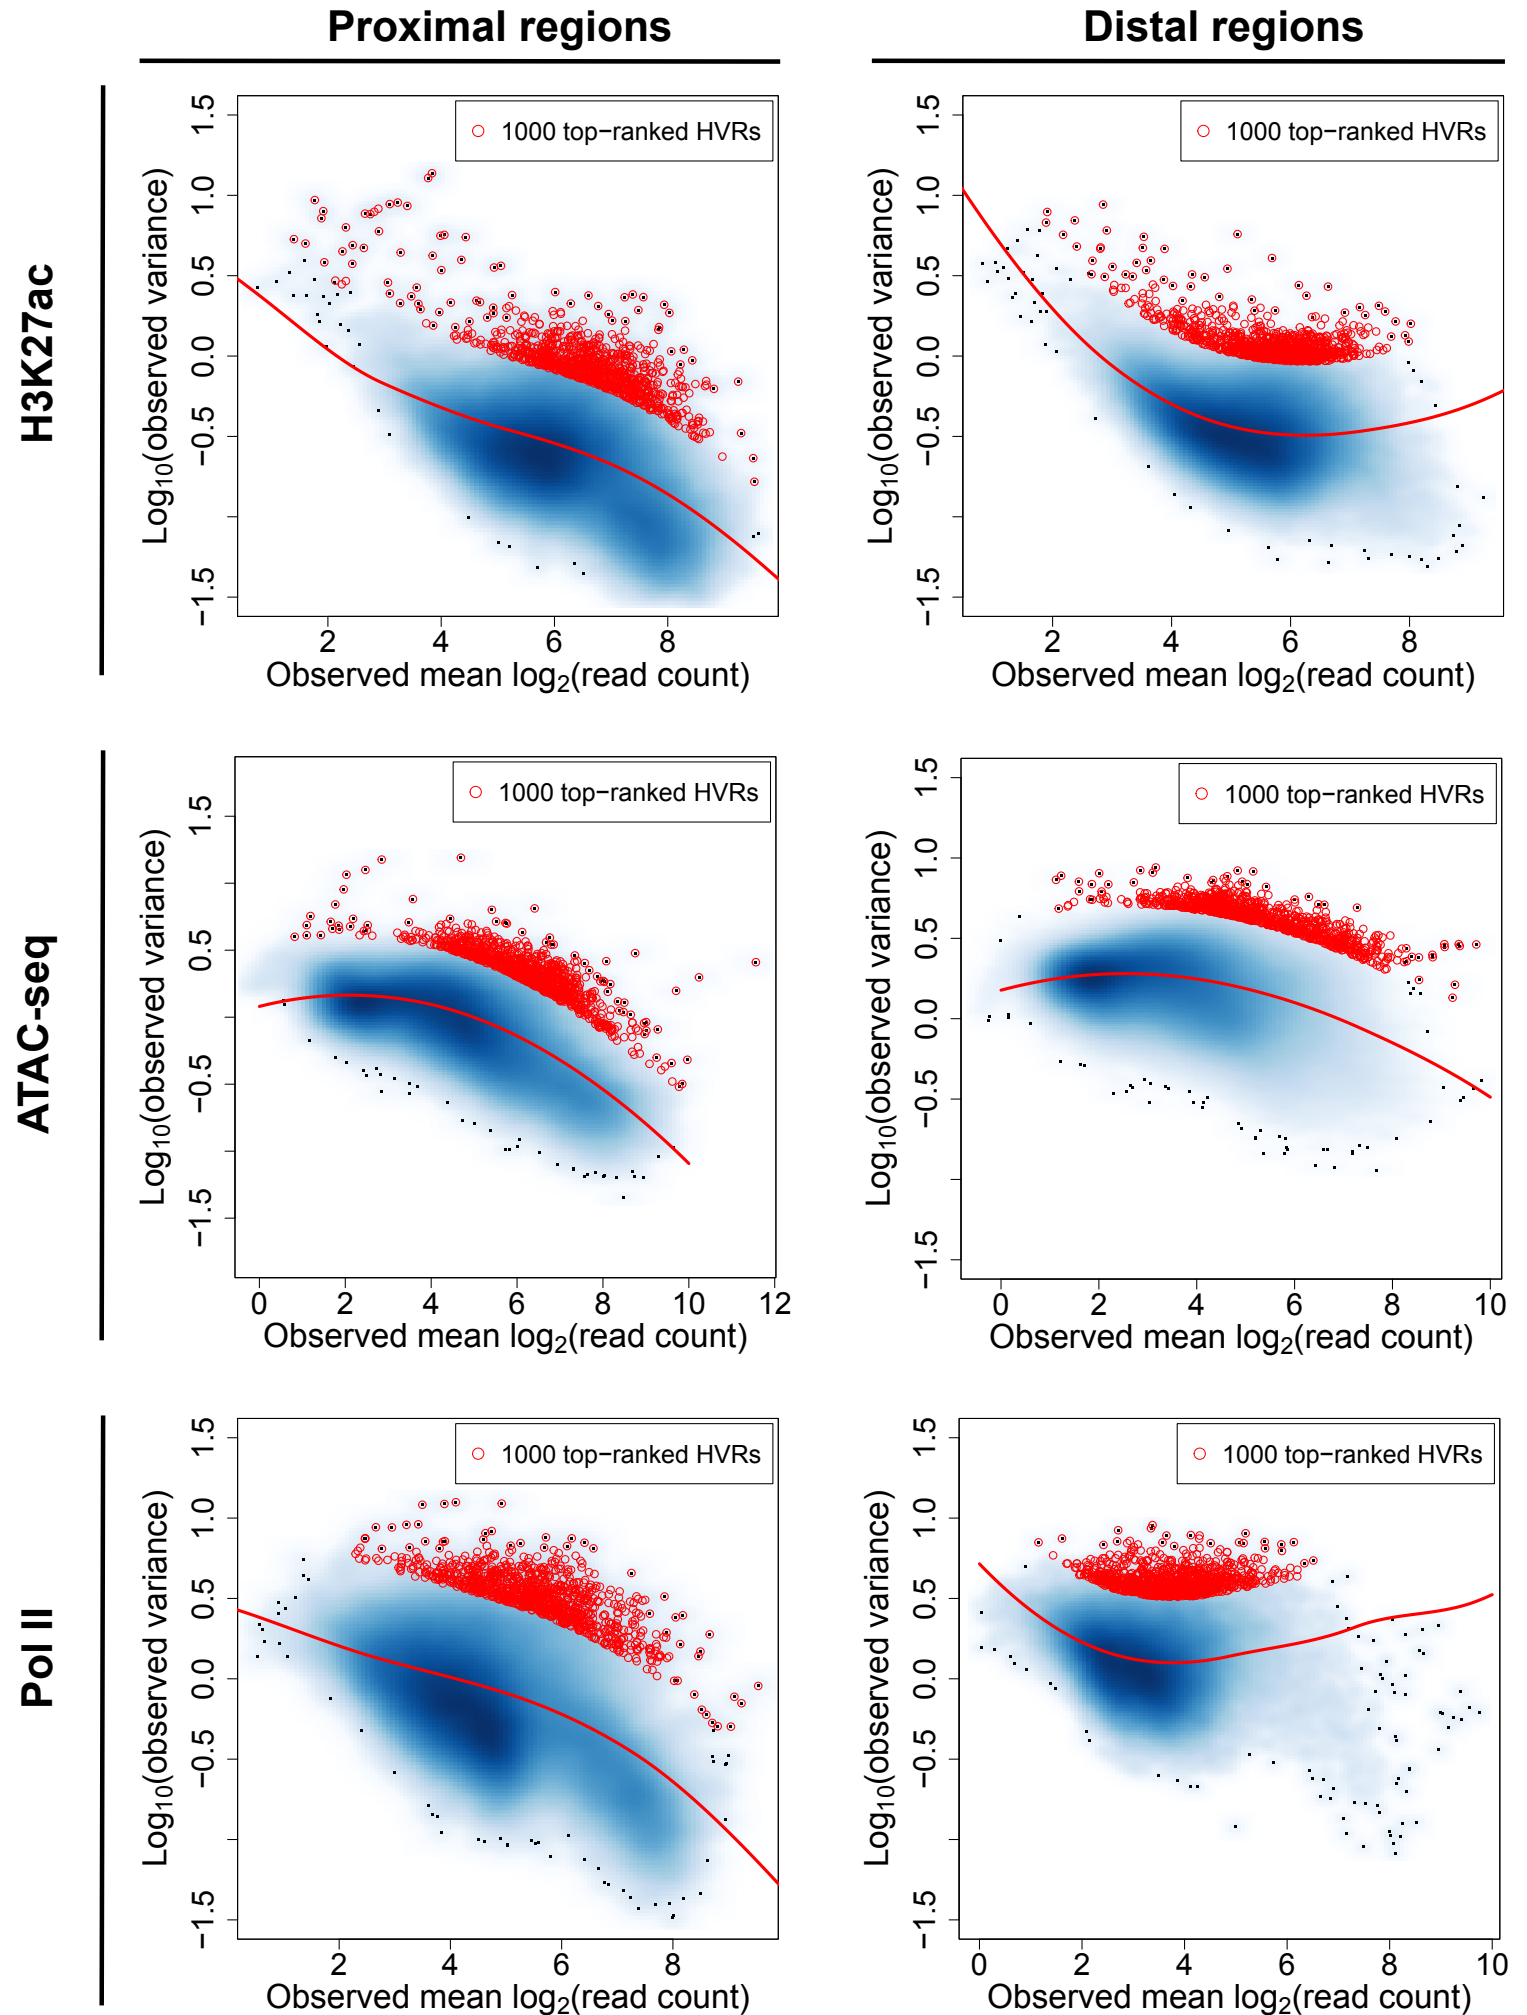 Proximal regions
Distal regions
H3K27ac
1000 top−ranked HVRs
Log10(observed variance)
1.5
1.0
0.5
0.0
−0.5
−1.5
2 4 6 8
Observed mean log2(read count)
1000 top−ranked HVRs
Log10(observed variance)
1.5
1.0
0.5
0.0
−0.5
−1.5
2 4 6 8
Observed mean log2(read count)
ATAC-seq
1000 top−ranked HVRs
Log10(observed variance)
1.5
0.5
−0.5
−1.5
0 2 4 6 8 10 12
Observed mean log2(read count)
1000 top−ranked HVRs
Log10(observed variance)
1.5
1.0
0.5
0.0
−0.5
−1.5
0 2 4 6 8 10
Observed mean log2(read count)
Pol II
1000 top−ranked HVRs
Log10(observed variance)
1.5
1.0
0.5
0.0
−0.5
−1.5
2 4 6 8
Observed mean log2(read count)
1000 top−ranked HVRs
Log10(observed variance)
1.5
1.0
0.5
0.0
−0.5
−1.5
0 2 4 6 8 10
Observed mean log2(read count)